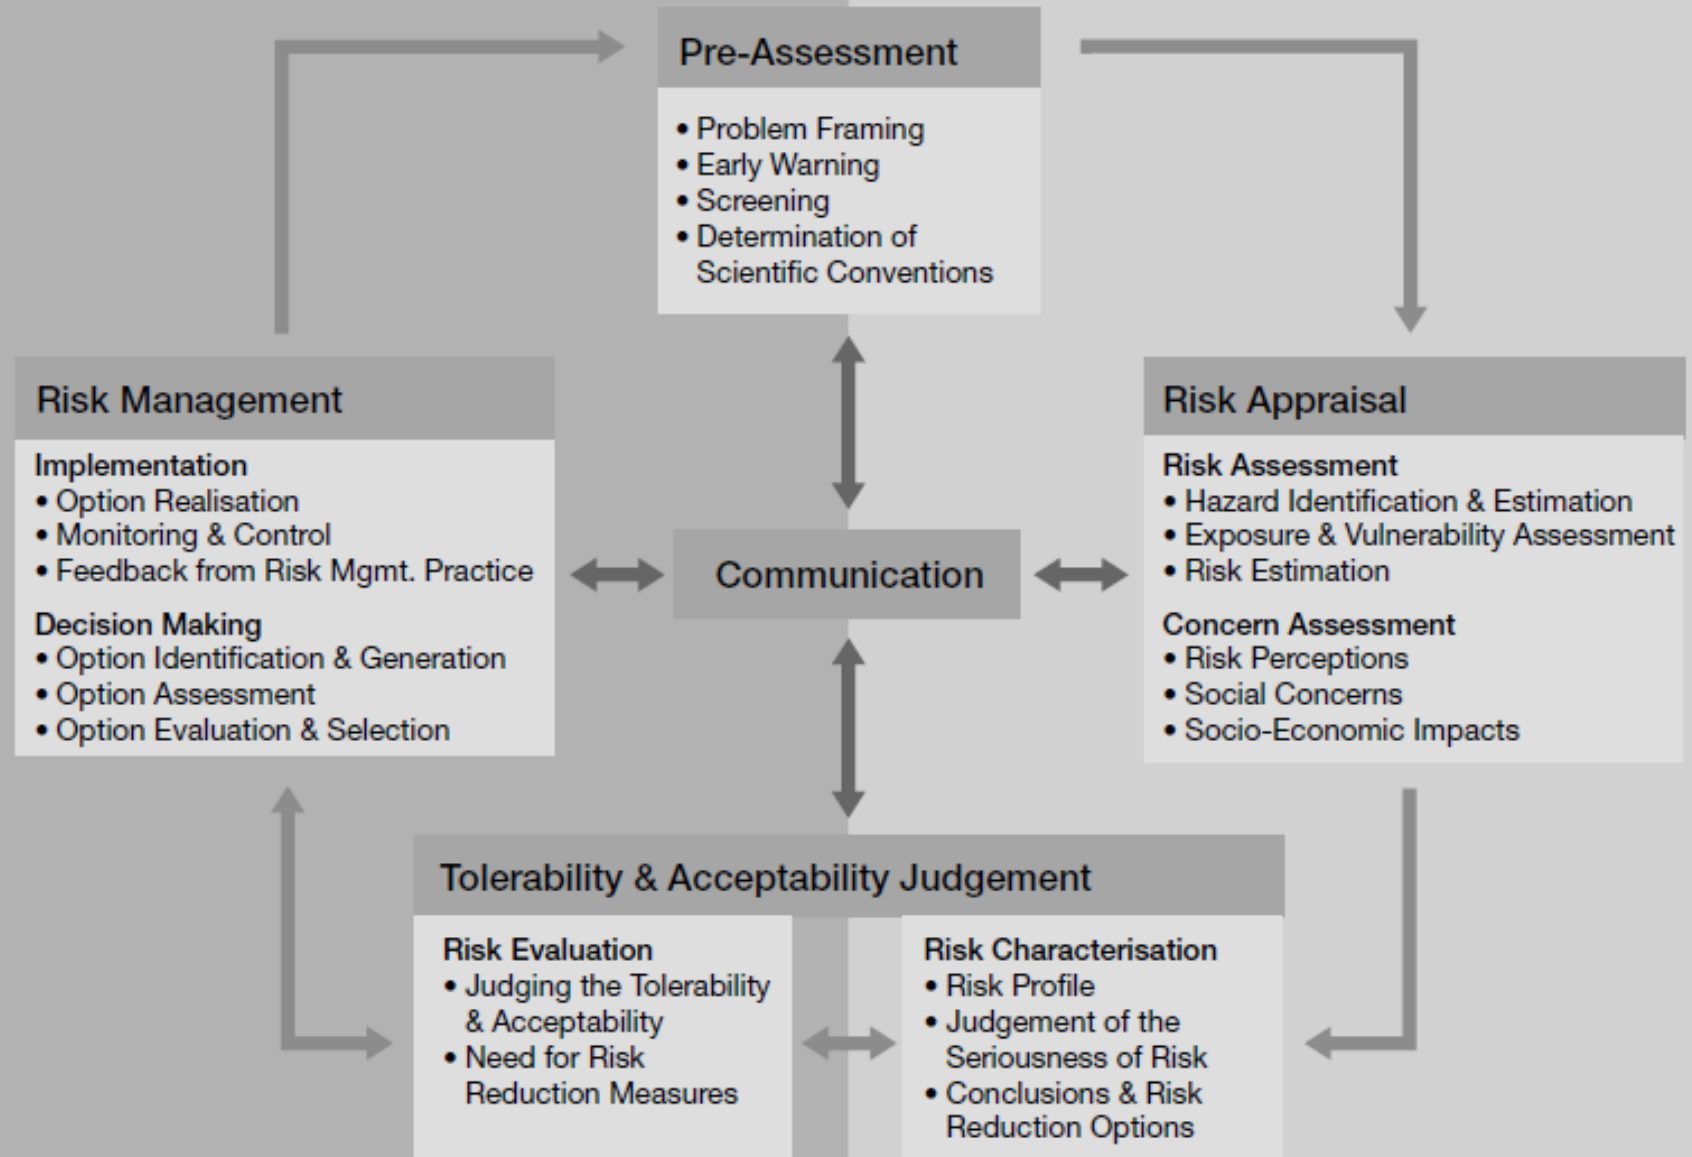 Pre-Assessment
• Problem Framing
• Early Warning
• Screening
• Determination of
Scientific Conventions
Risk Management
Implementation
• Option Realisation
• Monitoring & Control
• Feedback from Risk Mgmt. Practice
Decision Making
• Option Identification & Generation
• Option Assessment
• Option Evaluation & Selection
Communication
Risk Appraisal
Risk Assessment
• Hazard Identification & Estimation
• Exposure & Vulnerability Assessment
• Risk Estimation
Concern Assessment
• Risk Perceptions
• Social Concerns
• Socio-Economic Impacts
Tolerability & Acceptability Judgement
Risk Evaluation
• Judging the Tolerability
& Acceptability
• Need for Risk
Reduction Measures
Risk Characterisation
• Risk Profile
• Judgement of the
Seriousness of Risk
• Conclusions & Risk
Reduction Options